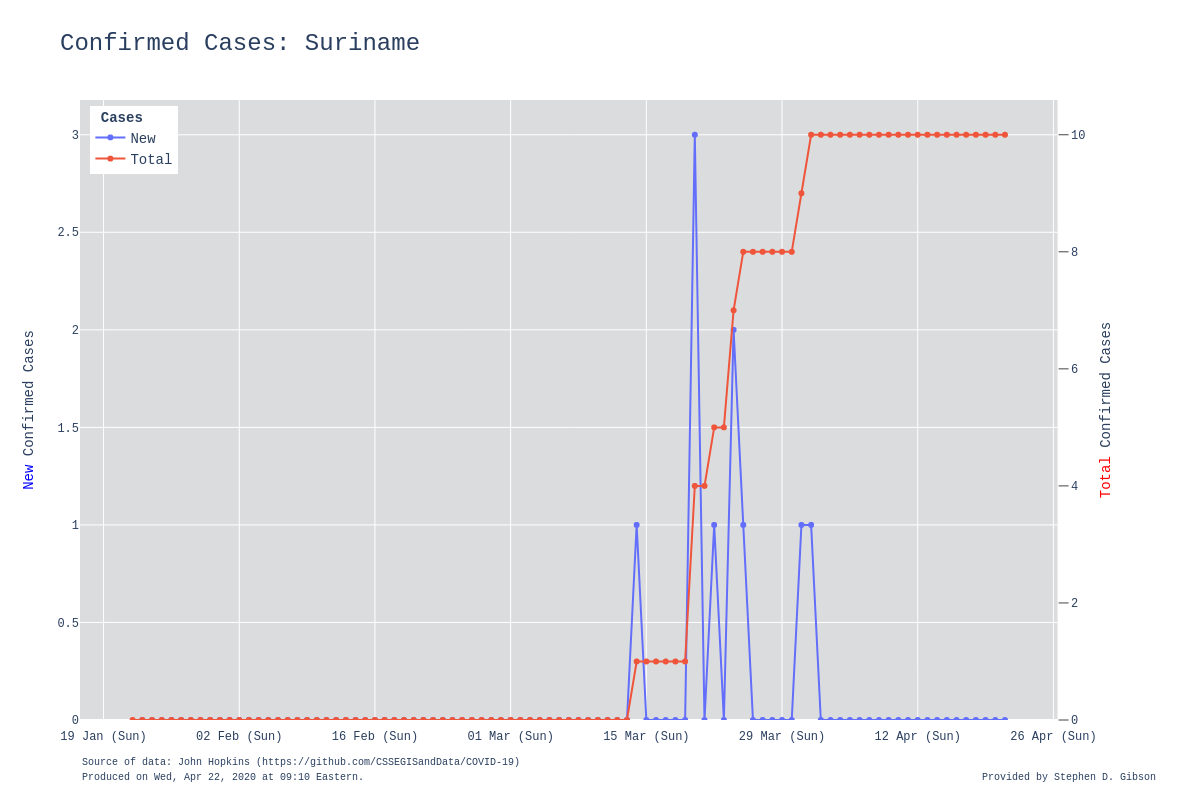 Confirmed Cases: Suriname
Cases
New
Total
3
2.5
2
1.5
1
0.5
0
10
8
6
4
2
0
New Confirmed Cases
Total Confirmed Cases
19 Jan (Sun)
02 Feb (Sun)
16 Feb (Sun)
01 Mar (Sun)
15 Mar (Sun)
29 Mar (Sun)
12 Apr (Sun)
26 Apr (Sun)
Source of data: John Hopkins (https://github.com/CSSEGISandData/COVID-19)
Produced on Wed, Apr 22, 2020 at 09:10 Eastern.
Provided by Stephen D. Gibson